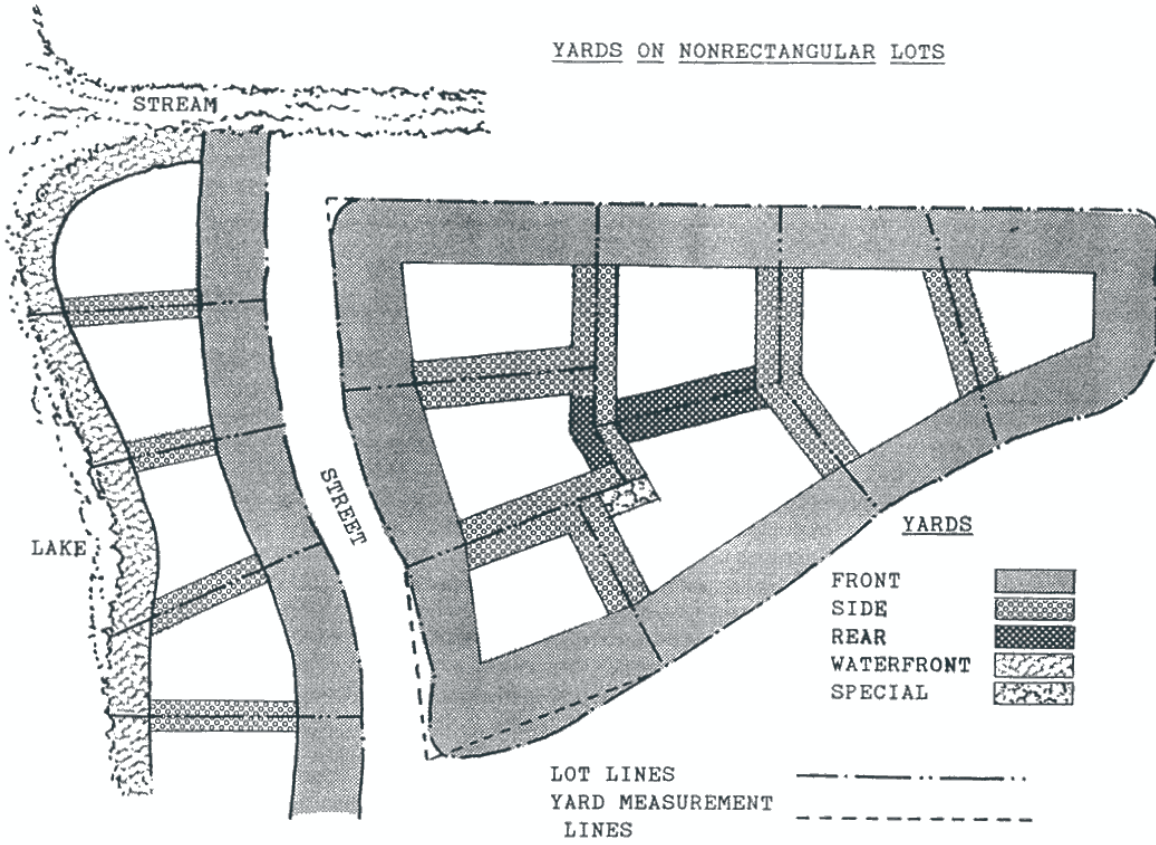 YARDS ON NONRECTANGULAR LOTS
STREAM
STREET
LAKE
YARDS
FRONT
SIDE
REAR
WATERFRONT
SPECIAL
LOT LINES
YARD MEASUREMENT
LINES